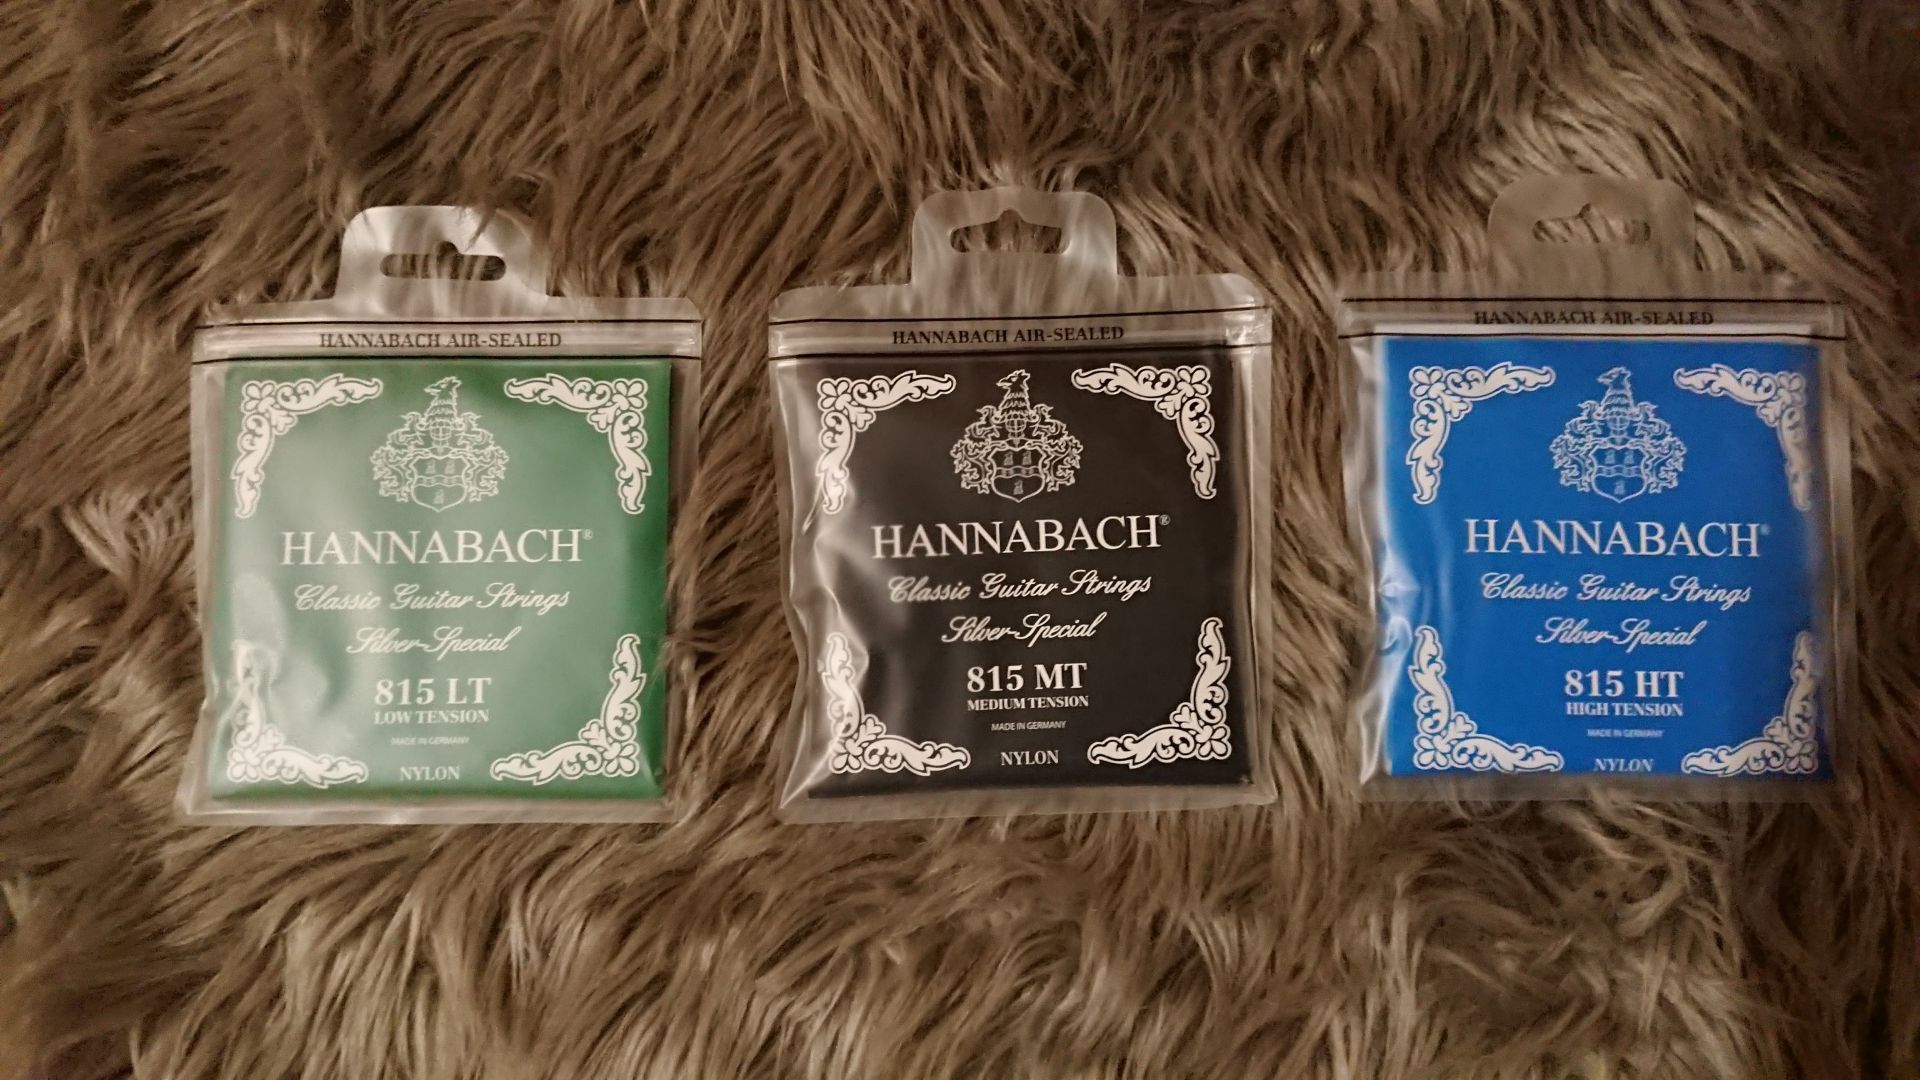 HANNABACH AIR-SEALED
HANNABACH®
Classic Guitar Strings
Silver-Special
815 LT
LOW TENSION
MADE IN GERMANY
NYLON
HANNABACH AIR-SEALED
HANNABACH®
Classic Guitar Strings
Silver-Special
815 MT
MEDIUM TENSION
MADE IN GERMANY
NYLON
HANNABACH AIR-SEALED
HANNABACH®
Classic Guitar Strings
Silver-Special
815 HT
HIGH TENSION
MADE IN GERMANY
NYLON